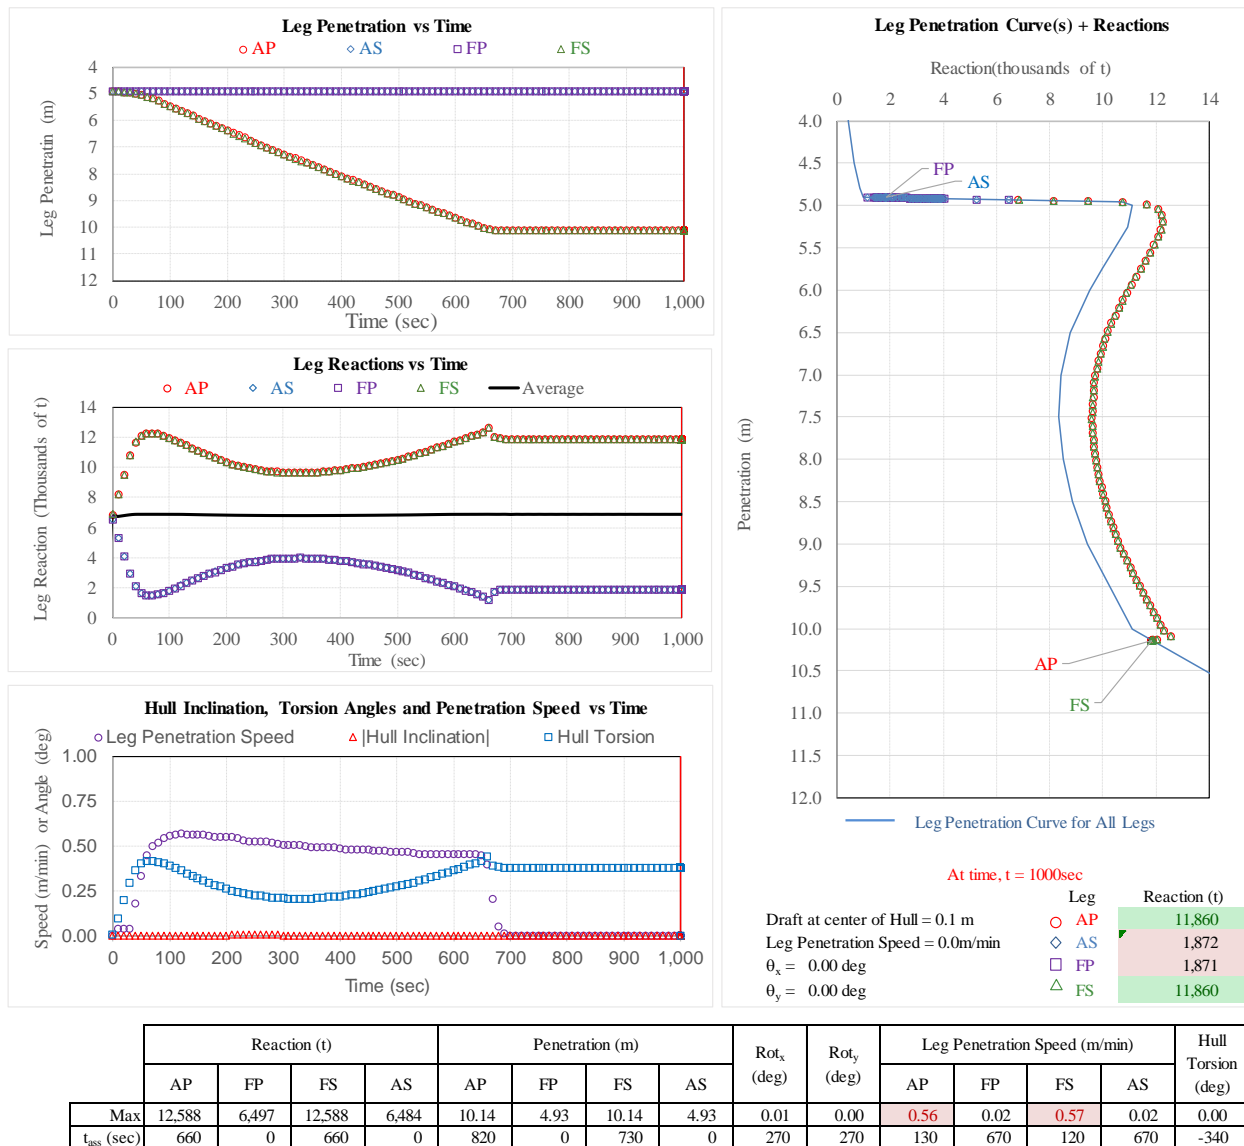 Leg Penetration vs Time
AP AS FP FS
Leg Penetratin (m)
4
5
6
7
8
9
10
11
12
0 100 200 300 400 500 600 700 800 900 1,000
Time (sec)
Leg Reactions vs Time
AP AS FP FS Average
Leg Reaction (Thousands of t)
14
12
10
8
6
4
2
0
0 100 200 300 400 500 600 700 800 900 1,000
Time (sec)
Hull Inclination, Torsion Angles and Penetration Speed vs Time
Leg Penetration Speed |Hull Inclination| Hull Torsion
Speed (m/min) or Angle (deg)
1.00
0.75
0.50
0.25
0.00
0 100 200 300 400 500 600 700 800 900 1,000
Time (sec)
Leg Penetration Curve(s) + Reactions
Reaction(thousands of t)
0 2 4 6 8 10 12 14
Penetration (m)
4.0
4.5
5.0
5.5
6.0
6.5
7.0
7.5
8.0
8.5
9.0
9.5
10.0
10.5
11.0
11.5
12.0
FP
AS
AP
FS
Leg Penetration Curve for All Legs
At time, t = 1000sec
Leg Reaction (t)
Draft at center of Hull = 0.1 m AP 11,860
Leg Penetration Speed = 0.0m/min AS 1,872
θx = 0.00 deg FP 1,871
θy = 0.00 deg FS 11,860
Reaction (t) Penetration (m) Rotx (deg) Roty (deg) Leg Penetration Speed (m/min) Hull Torsion (deg)
AP FP FS AS AP FP FS AS AP FP FS AS
Max 12,588 6,497 12,588 6,484 10.14 4.93 10.14 4.93 0.01 0.00 0.56 0.02 0.57 0.02 0.00
tass (sec) 660 0 660 0 820 0 730 0 270 270 130 670 120 670 -340